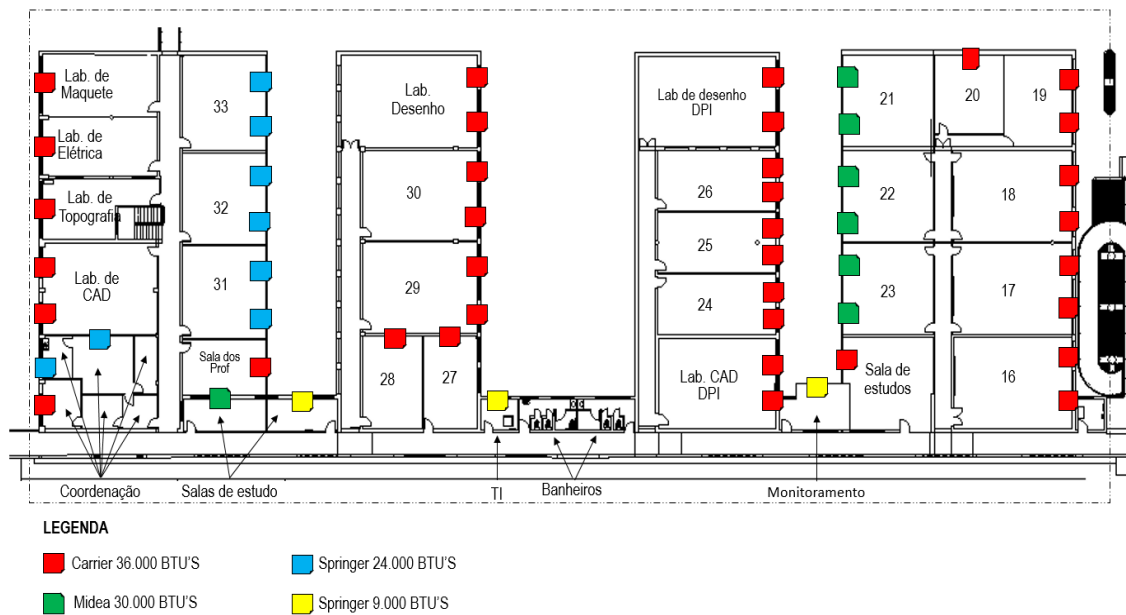 Lab. de
Maquete
Lab. de
Elétrica
Lab. de
Topografia
Lab. de
CAD
33
32
31
Sala dos
Prof
Lab.
Desenho
30
29
28
27
Lab de desenho
DPI
26
25
24
Lab. CAD
DPI
21
20
19
22
18
23
17
Sala de
estudos
16
Coordenação
Salas de estudo
TI
Banheiros
Monitoramento
LEGENDA
Carrier 36.000 BTU'S
Springer 24.000 BTU'S
Midea 30.000 BTU'S
Springer 9.000 BTU'S